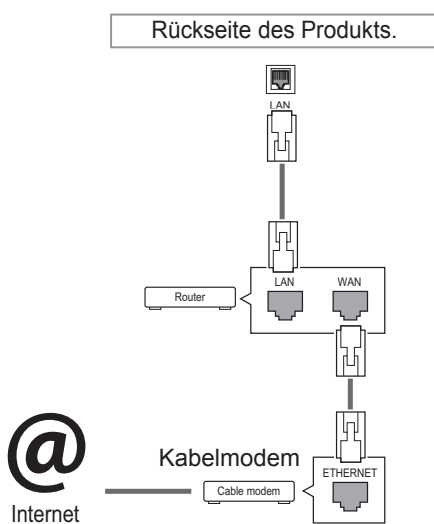 Rückseite des Produkts.
LAN
LAN
WAN
Router
Kabelmodem
ETHERNET
Cable modem
@
Internet